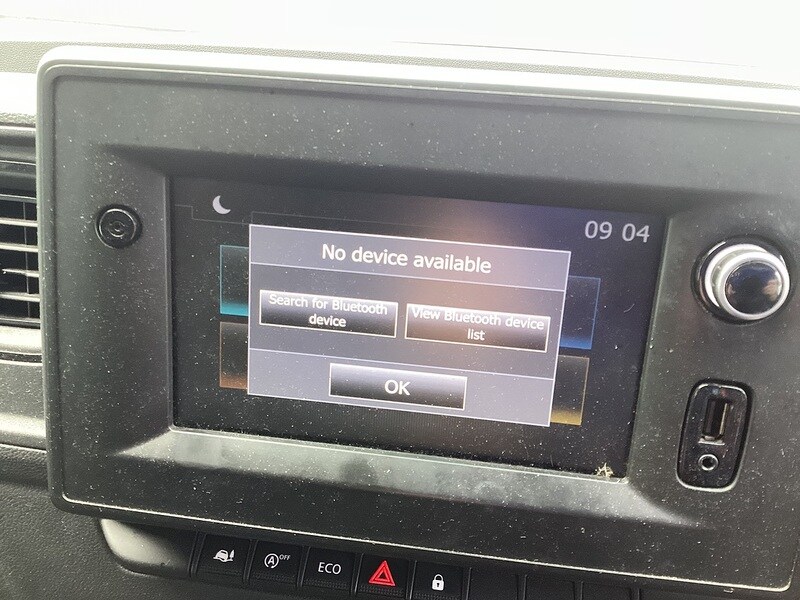 09 04
No device available
Search for Bluetooth
device
View Bluetooth device
list
OK
OFF
ECO